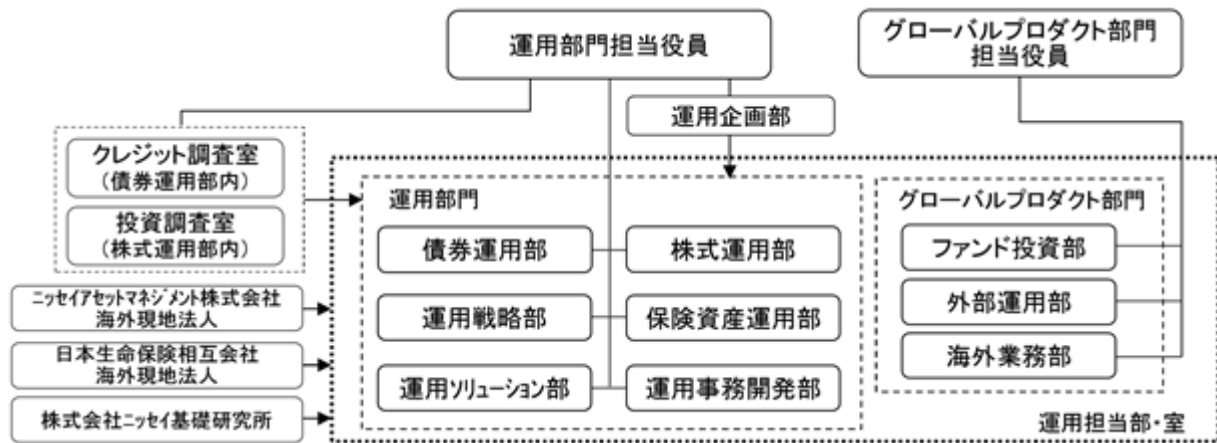 運用部門担当役員
グローバルプロダクト部門
担当役員
運用企画部
クレジット調査室
(債券運用部内)
投資調査室
(株式運用部内)
ニッセイアセットマネジメント株式会社
海外現地法人
日本生命保険相互会社
海外現地法人
株式会社ニッセイ基礎研究所
運用部門
債券運用部
株式運用部
運用戦略部
保険資産運用部
運用ソリューション部
運用事務開発部
グローバルプロダクト部門
ファンド投資部
外部運用部
海外業務部
運用担当部・室